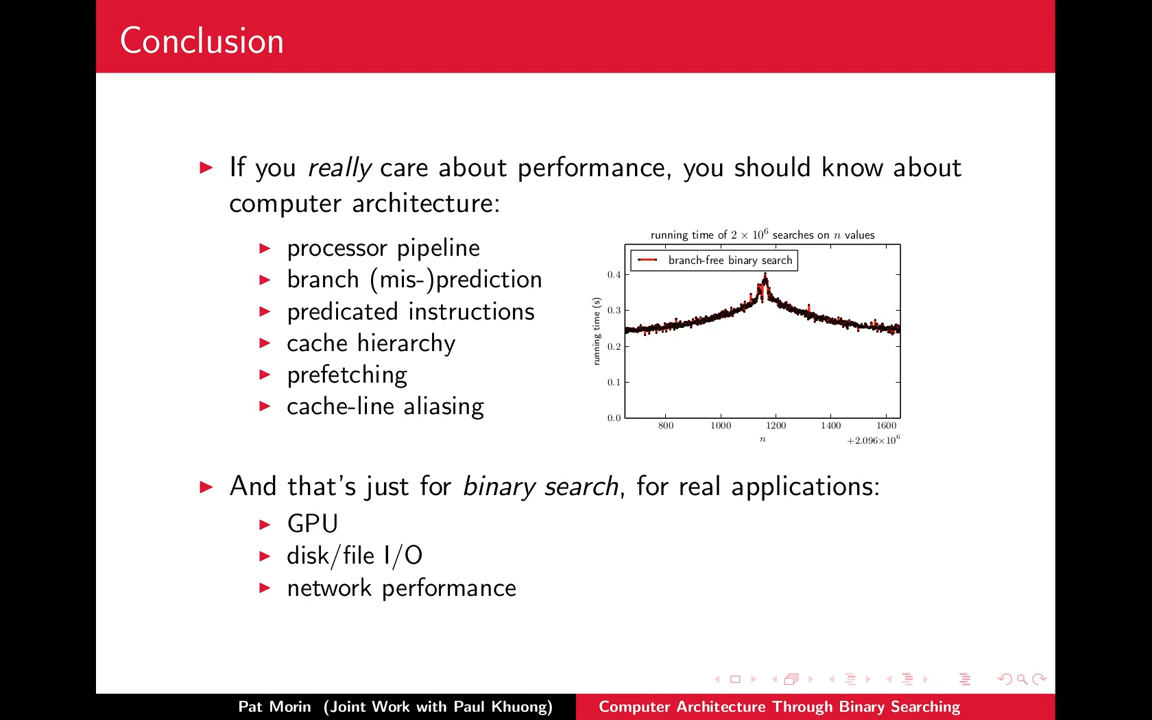 Conclusion
If you really care about performance, you should know about
computer architecture:
processor pipeline
branch (mis-)prediction
predicated instructions
cache hierarchy
prefetching
cache-line aliasing
running time of 2 × 10⁶ searches on n values
branch-free binary search
running time (s)
0.4
0.3
0.2
0.1
0.0
800 1000 1200 1400 1600
n
+2.096×10⁶
And that's just for binary search, for real applications:
GPU
disk/file I/O
network performance
Pat Morin (Joint Work with Paul Khuong) Computer Architecture Through Binary Searching